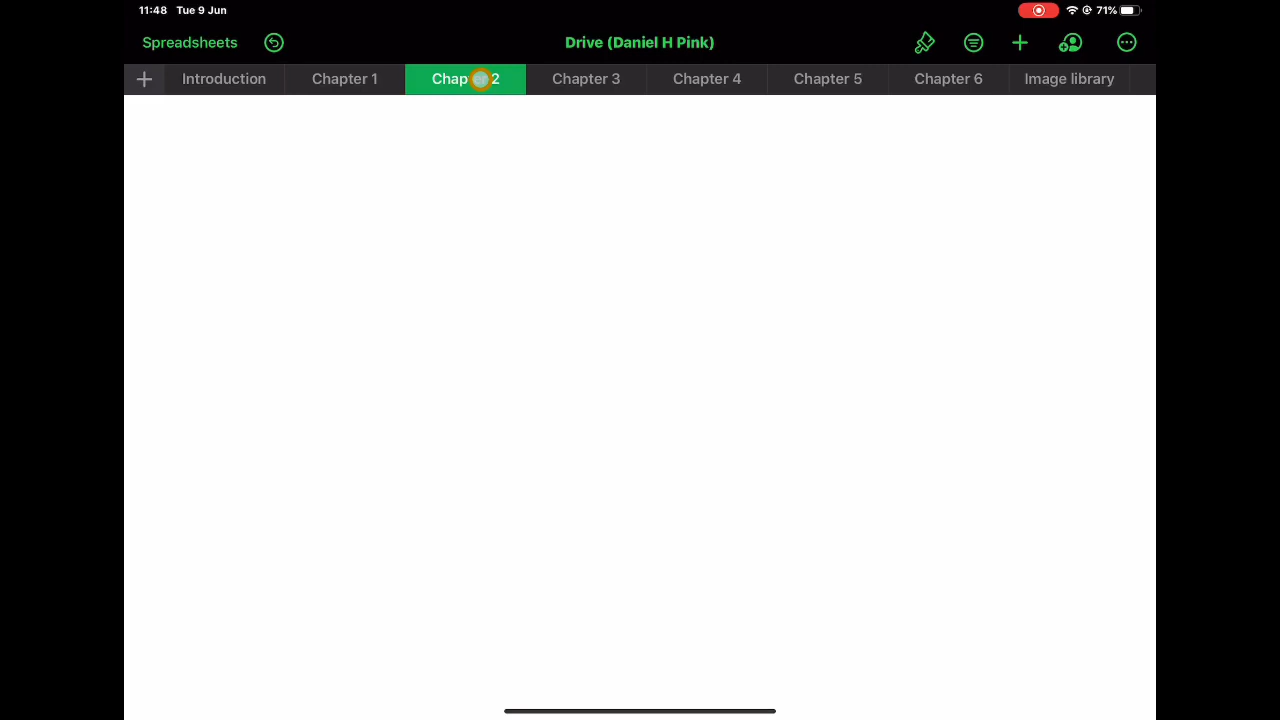 11:48 Tue 9 Jun 71%
Spreadsheets Drive (Daniel H Pink)
Introduction Chapter 1 Chapter 2 Chapter 3 Chapter 4 Chapter 5 Chapter 6 Image library